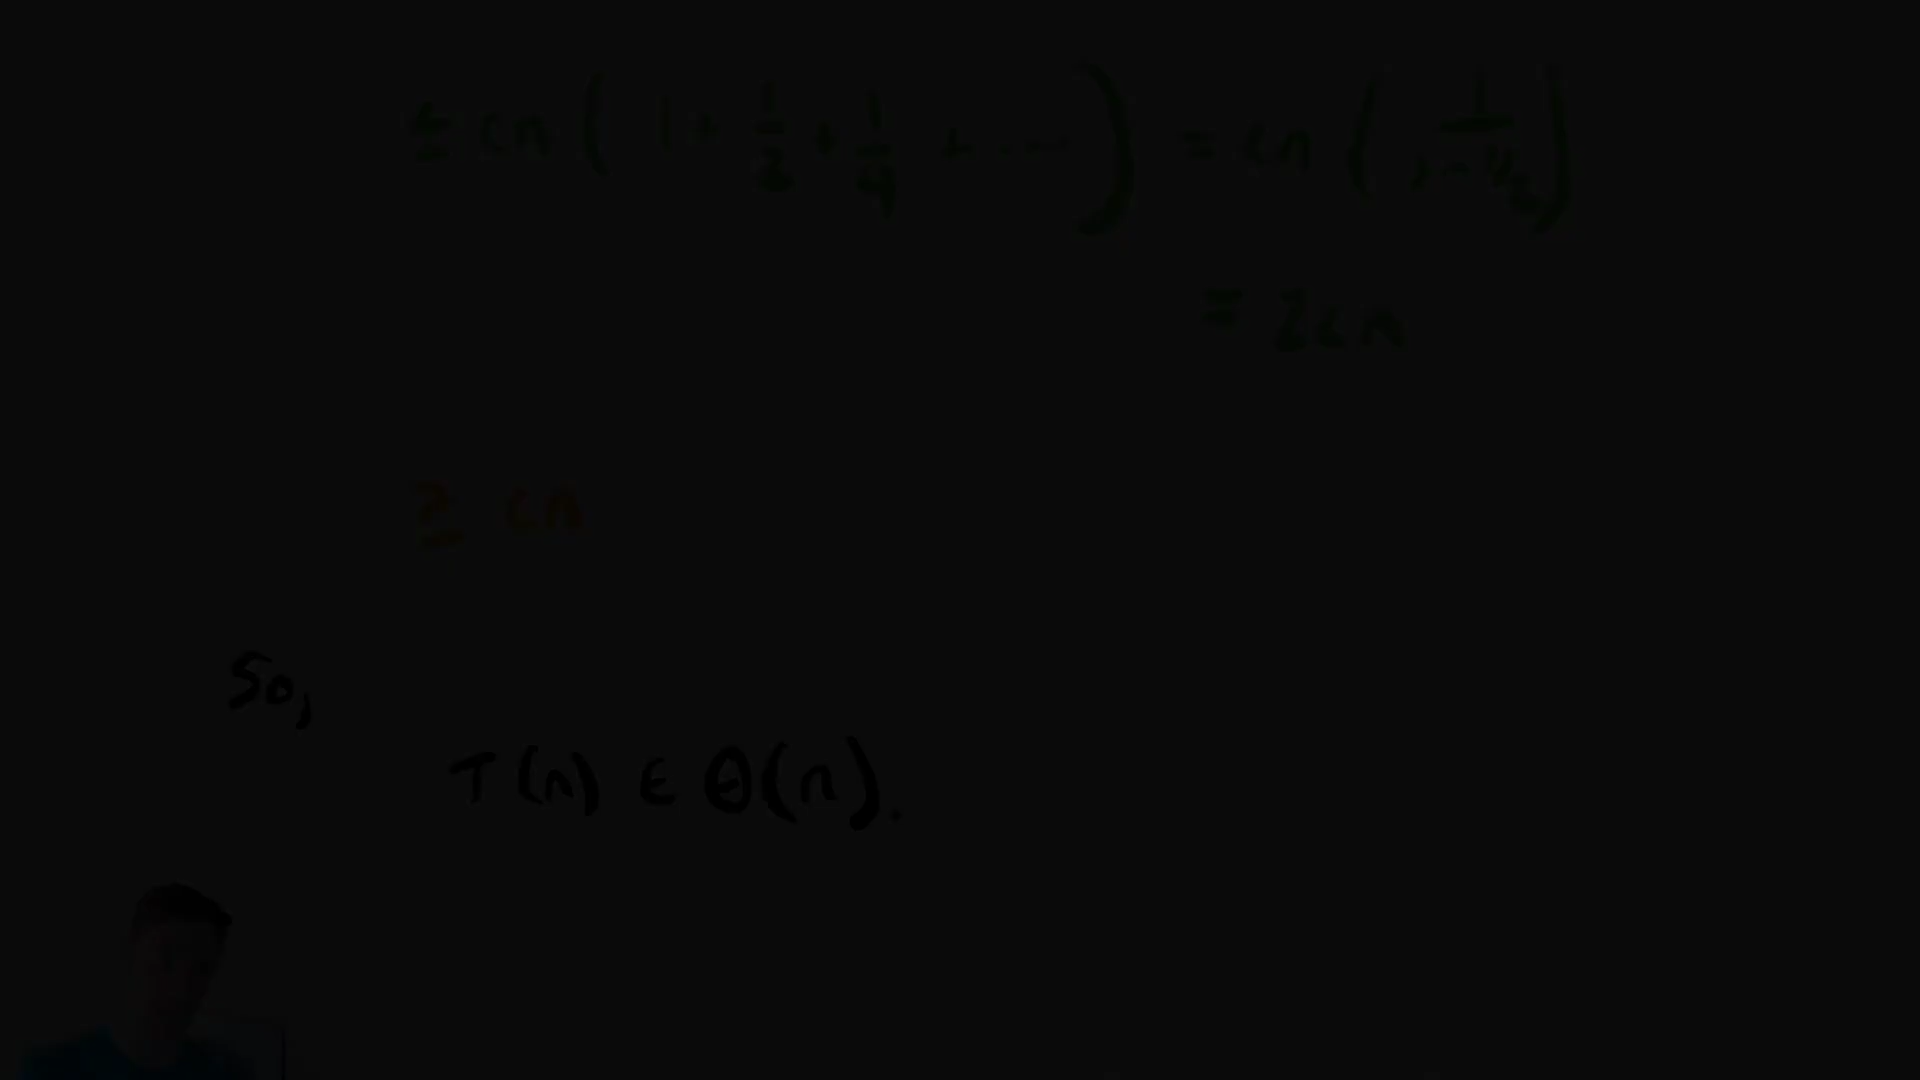 ≤ cn ( 1 + 1/2 + 1/4 + ... ) = cn ( 1/(1 - 1/2) )
= 2cn
≥ cn
So,
T(n) ∈ Θ(n).